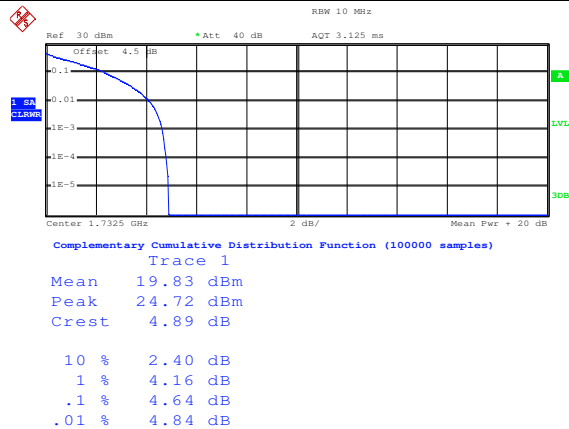 RBW 10 MHz
Ref 30 dBm *Att 40 dB AQT 3.125 ms
Offset 4.5 dB
0.1
A
1 SA
CLRWR
0.01
1E-3
LVL
1E-4
1E-5
3DB
Center 1.7325 GHz 2 dB/ Mean Pwr + 20 dB
Complementary Cumulative Distribution Function (100000 samples)
Trace 1
Mean 19.83 dBm
Peak 24.72 dBm
Crest 4.89 dB
10 % 2.40 dB
1 % 4.16 dB
.1 % 4.64 dB
.01 % 4.84 dB